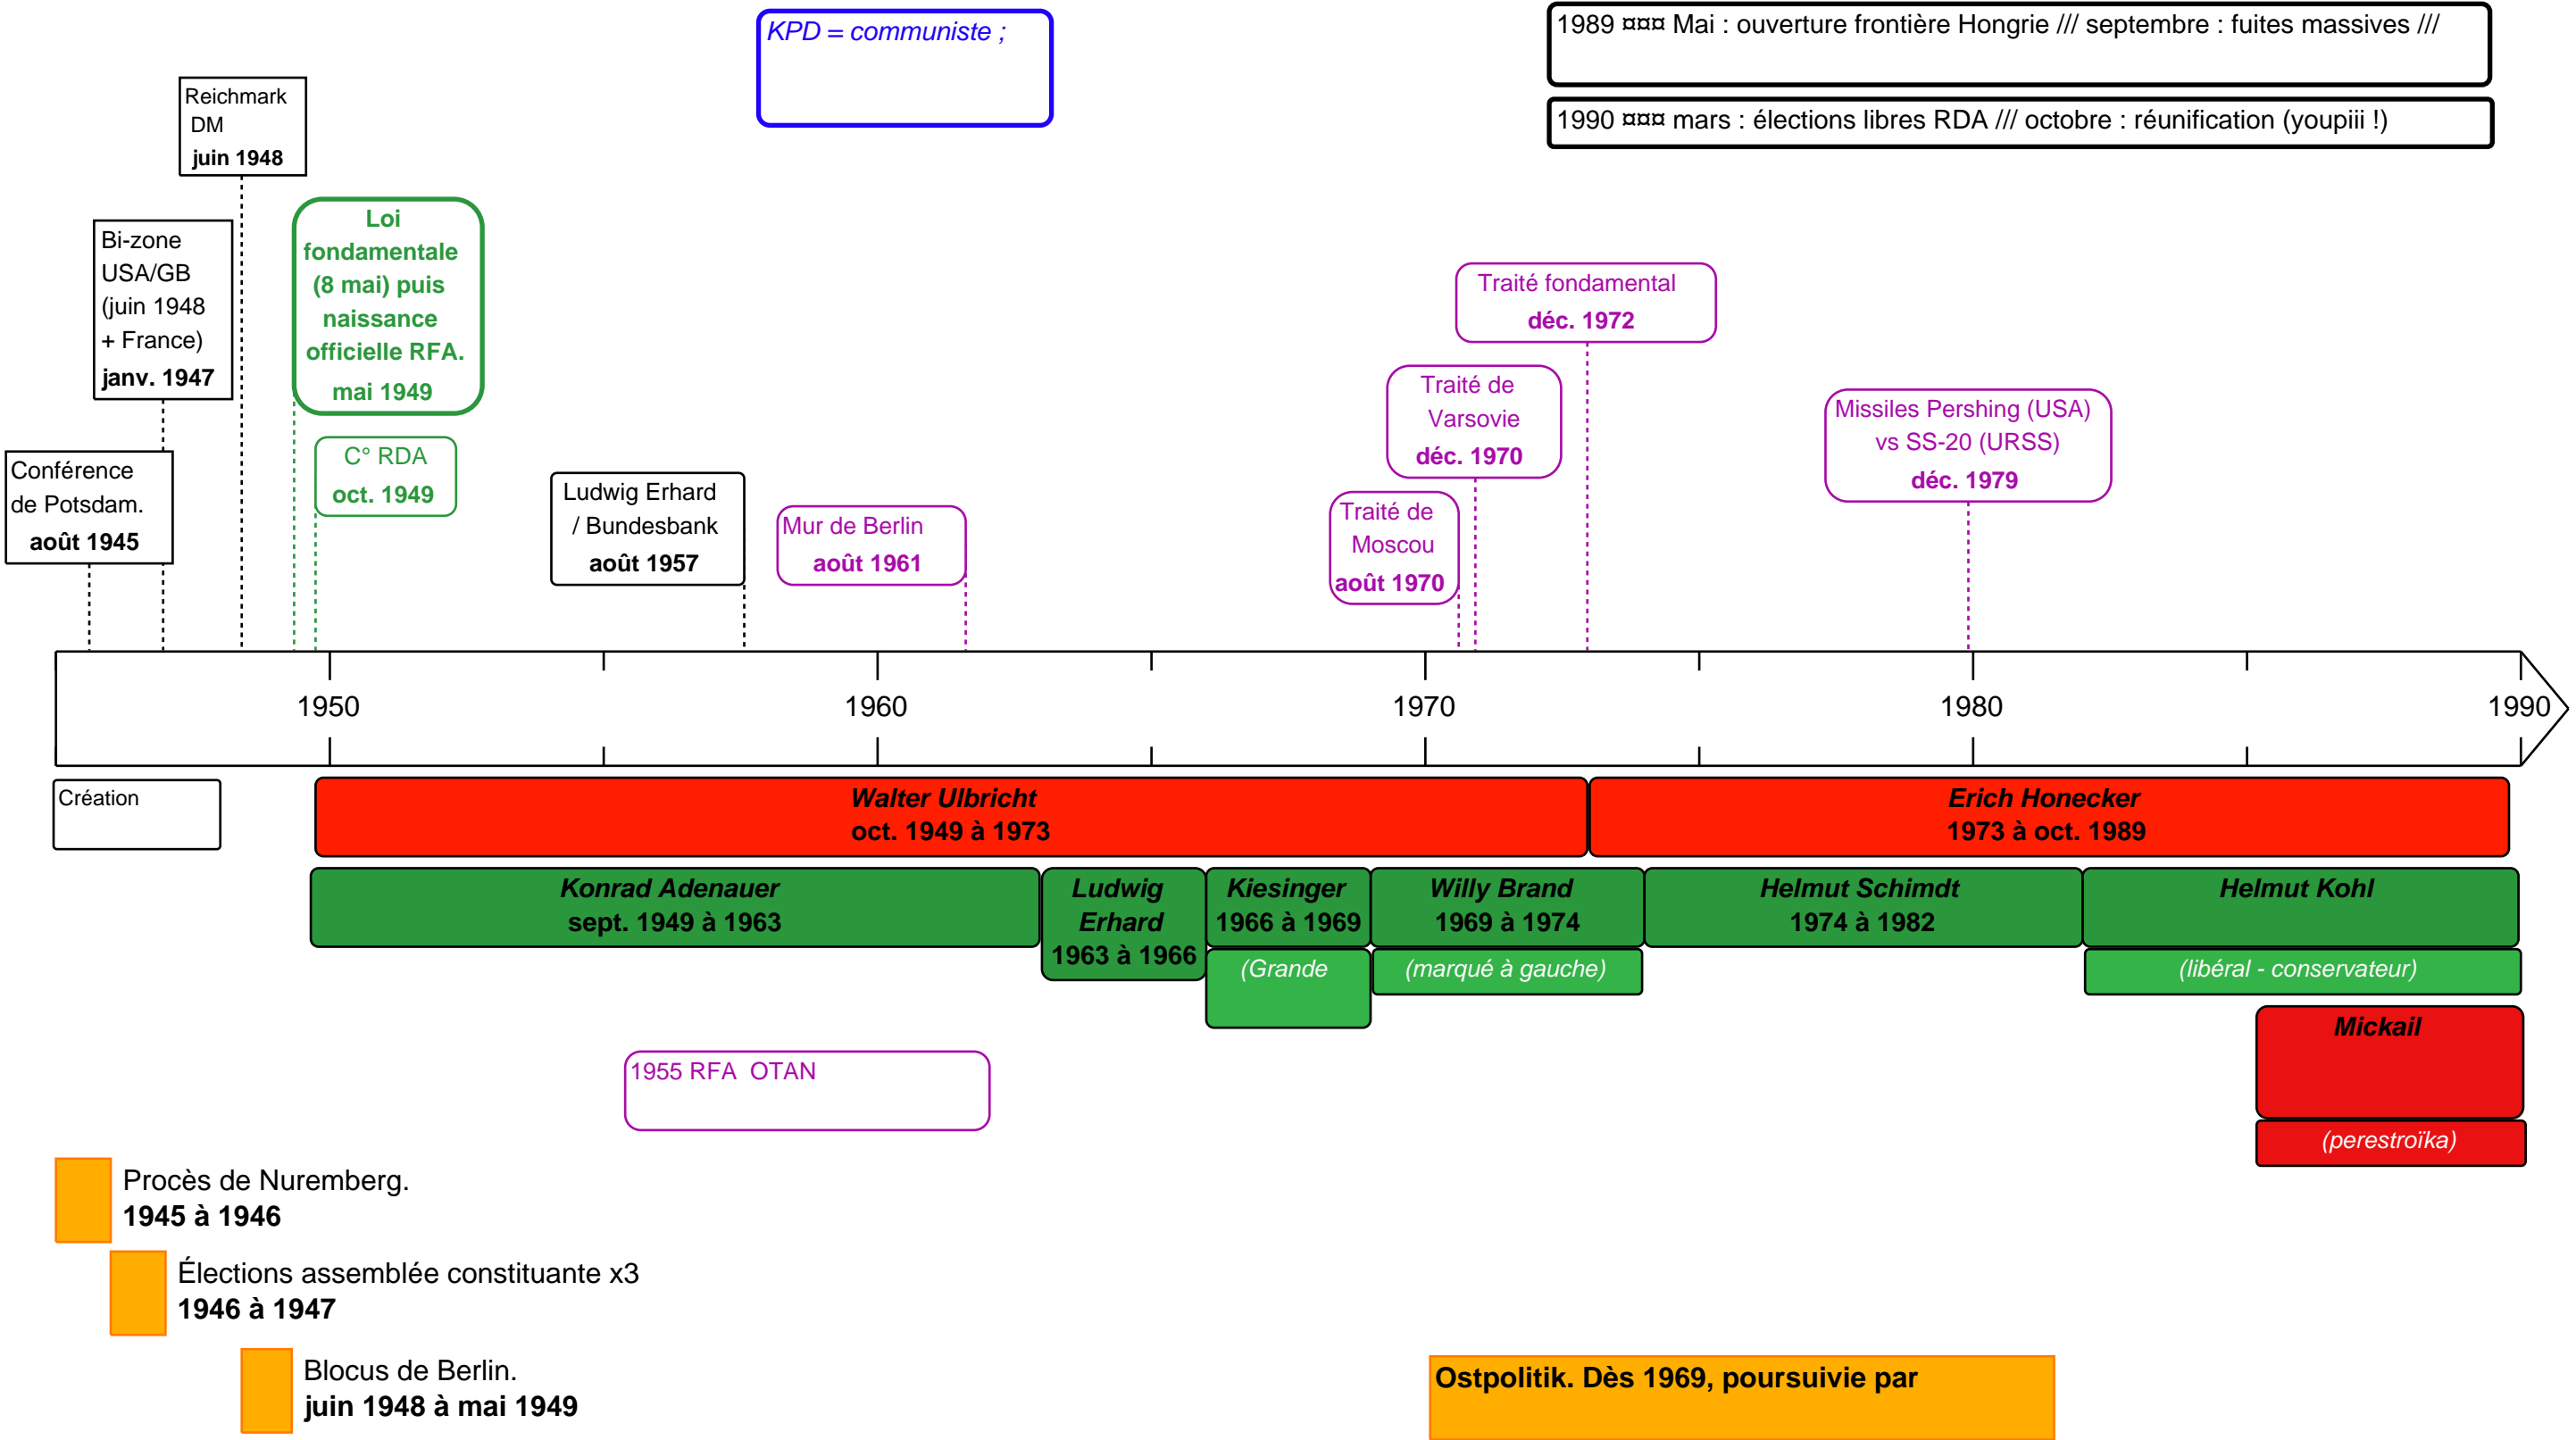 KPD = communiste ;
1989 ¤¤¤ Mai : ouverture frontière Hongrie /// septembre : fuites massives ///
1990 ¤¤¤ mars : élections libres RDA /// octobre : réunification (youpiii !)
Reichmark
DM
juin 1948
Bi-zone
USA/GB
(juin 1948
+ France)
janv. 1947
Loi
fondamentale
(8 mai) puis
naissance
officielle RFA.
mai 1949
Conférence
de Potsdam.
août 1945
C° RDA
oct. 1949
Ludwig Erhard
/ Bundesbank
août 1957
Mur de Berlin
août 1961
Traité de
Moscou
août 1970
Traité de
Varsovie
déc. 1970
Traité fondamental
déc. 1972
Missiles Pershing (USA)
vs SS-20 (URSS)
déc. 1979
1950
1960
1970
1980
1990
Création
Walter Ulbricht
oct. 1949 à 1973
Erich Honecker
1973 à oct. 1989
Konrad Adenauer
sept. 1949 à 1963
Ludwig
Erhard
1963 à 1966
Kiesinger
1966 à 1969
(Grande
Willy Brand
1969 à 1974
(marqué à gauche)
Helmut Schimdt
1974 à 1982
Helmut Kohl
(libéral - conservateur)
Mickail
(perestroïka)
1955 RFA  OTAN
Procès de Nuremberg.
1945 à 1946
Élections assemblée constituante x3
1946 à 1947
Blocus de Berlin.
juin 1948 à mai 1949
Ostpolitik. Dès 1969, poursuivie par